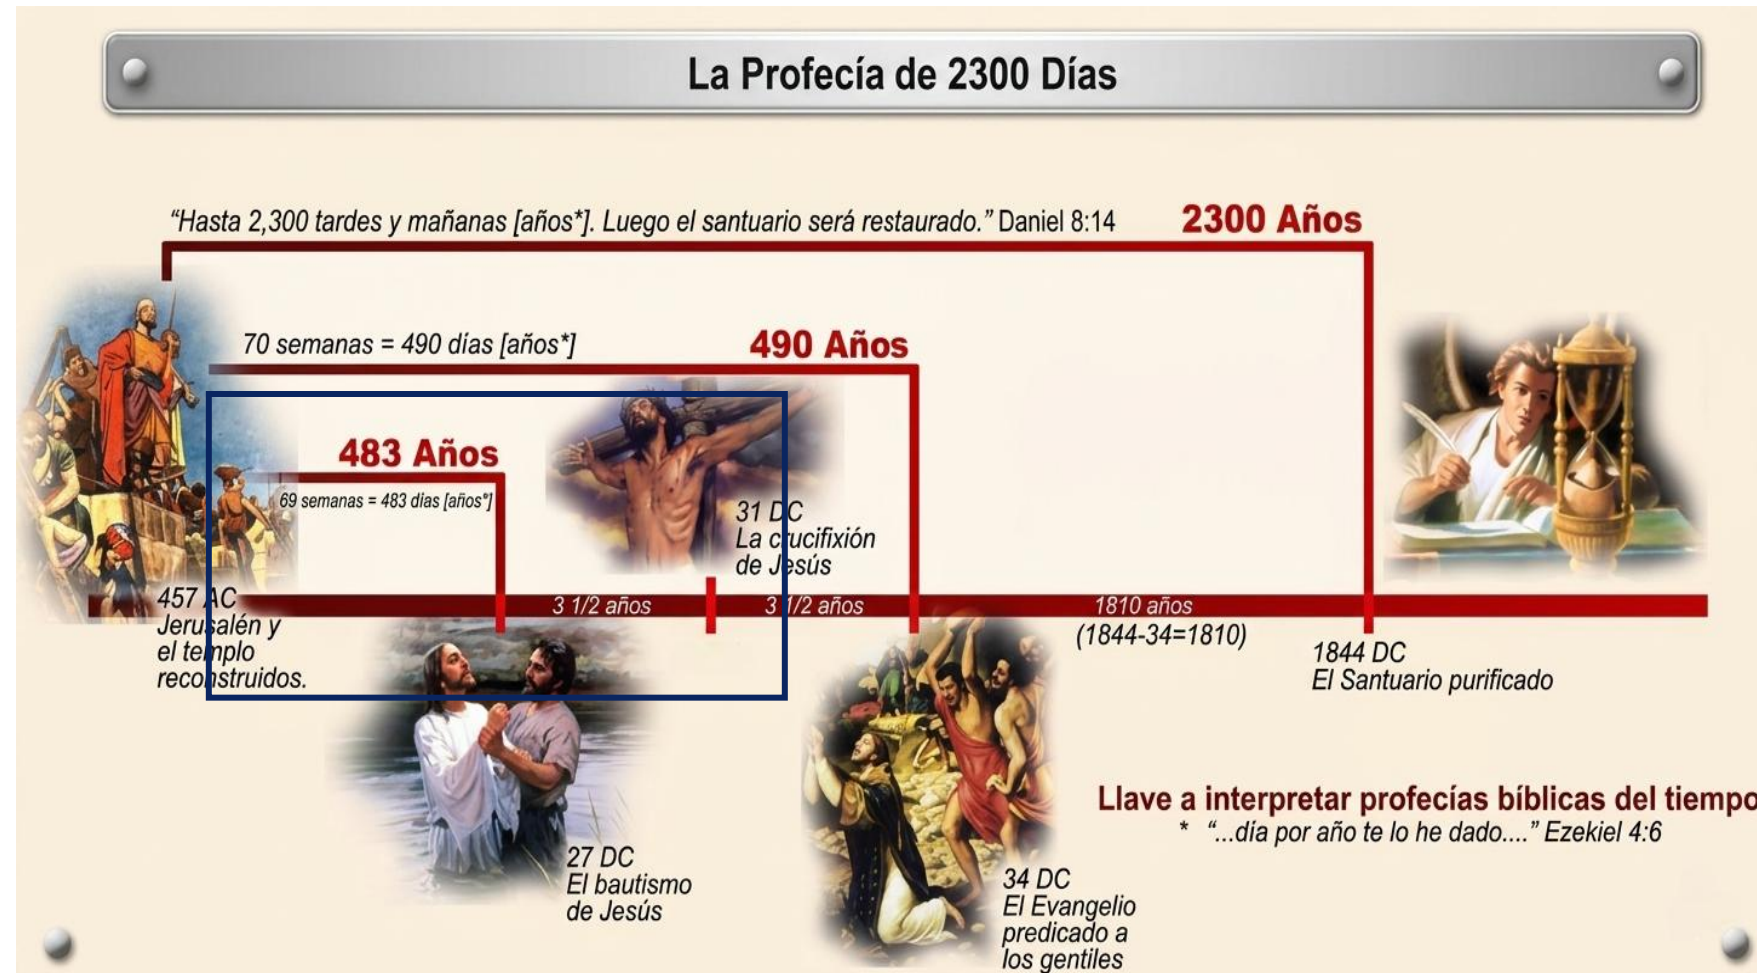 La Profecía de 2300 Días
“Hasta 2,300 tardes y mañanas [años*]. Luego el santuario será restaurado.” Daniel 8:14
2300 Años
70 semanas = 490 días [años*]
490 Años
483 Años
69 semanas = 483 días [años*]
31 DC
La crucifixión
de Jesús
457 AC
Jerusalén y
el templo
reconstruidos.
3 1/2 años
3 1/2 años
1810 años
(1844-34=1810)
1844 DC
El Santuario purificado
27 DC
El bautismo
de Jesús
34 DC
El Evangelio
predicado a
los gentiles
Llave a interpretar profecías bíblicas del tiempo
* “...día por año te lo he dado....” Ezekiel 4:6